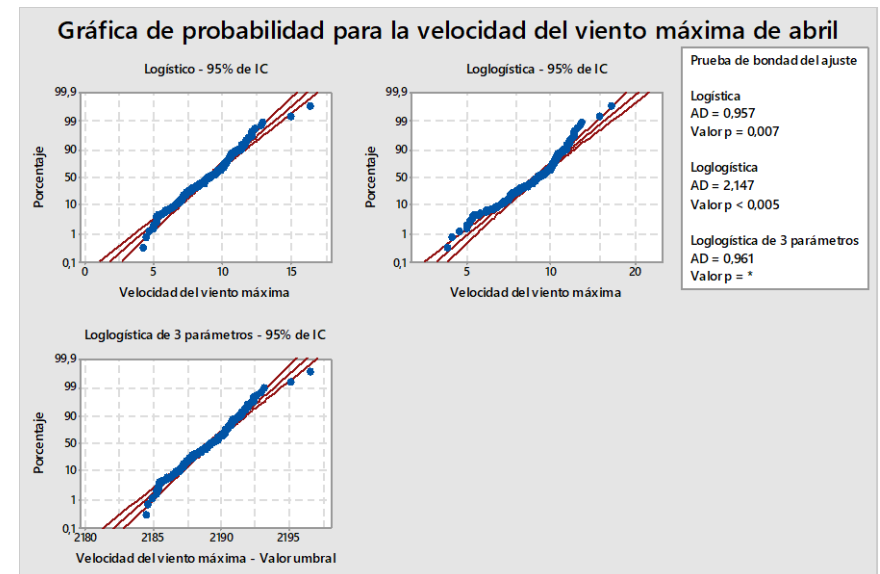 Gráfica de probabilidad para la velocidad del viento máxima de abril
Logístico - 95% de IC
99,9
99
90
50
10
1
0,1
Porcentaje
0
5
10
15
Velocidad del viento máxima
Loglogística - 95% de IC
99,9
99
90
50
10
1
0,1
Porcentaje
5
10
20
Velocidad del viento máxima
Prueba de bondad del ajuste
Logística
AD = 0,957
Valor p = 0,007
Loglogística
AD = 2,147
Valor p < 0,005
Loglogística de 3 parámetros
AD = 0,961
Valor p = *
Loglogística de 3 parámetros - 95% de IC
99,9
99
90
50
10
1
0,1
Porcentaje
2180
2185
2190
2195
Velocidad del viento máxima - Valor umbral